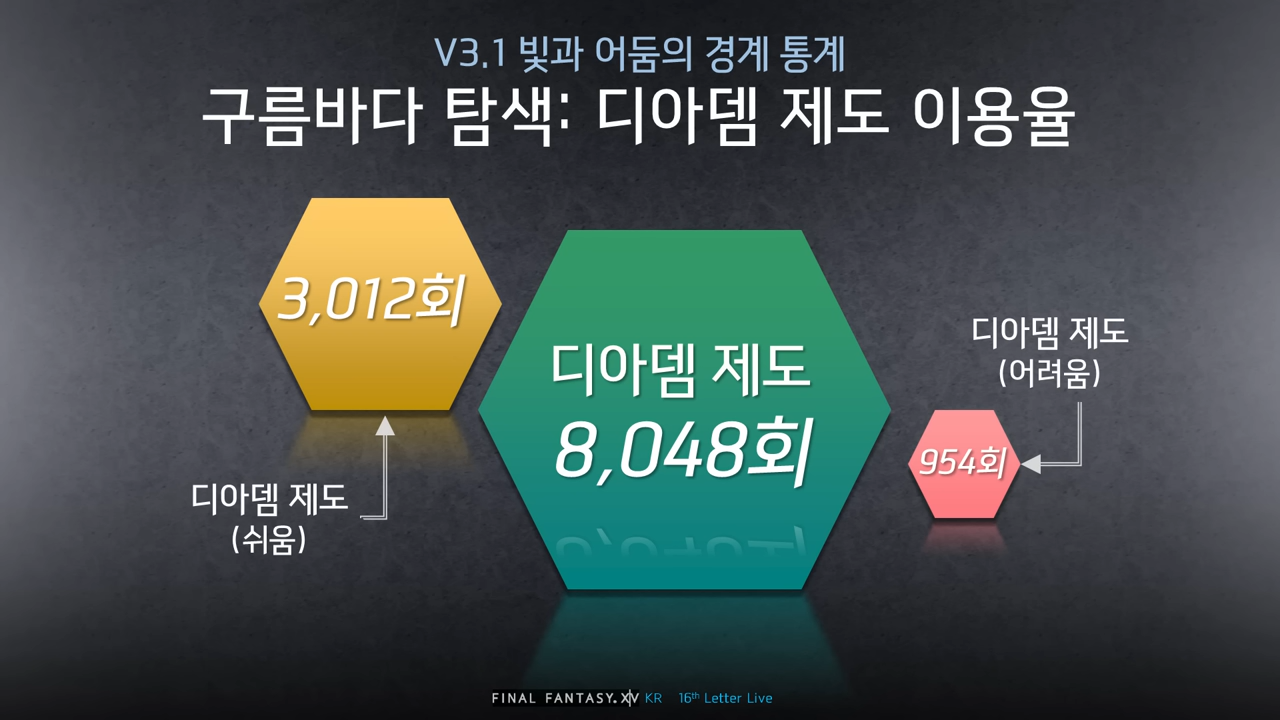 V3.1 빛과 어둠의 경계 통계
구름바다 탐색: 디아뎀 제도 이용율
3,012회
디아뎀 제도
(쉬움)
디아뎀 제도
8,048회
디아뎀 제도
(어려움)
954회
FINAL FANTASY XIV KR 16th Letter Live